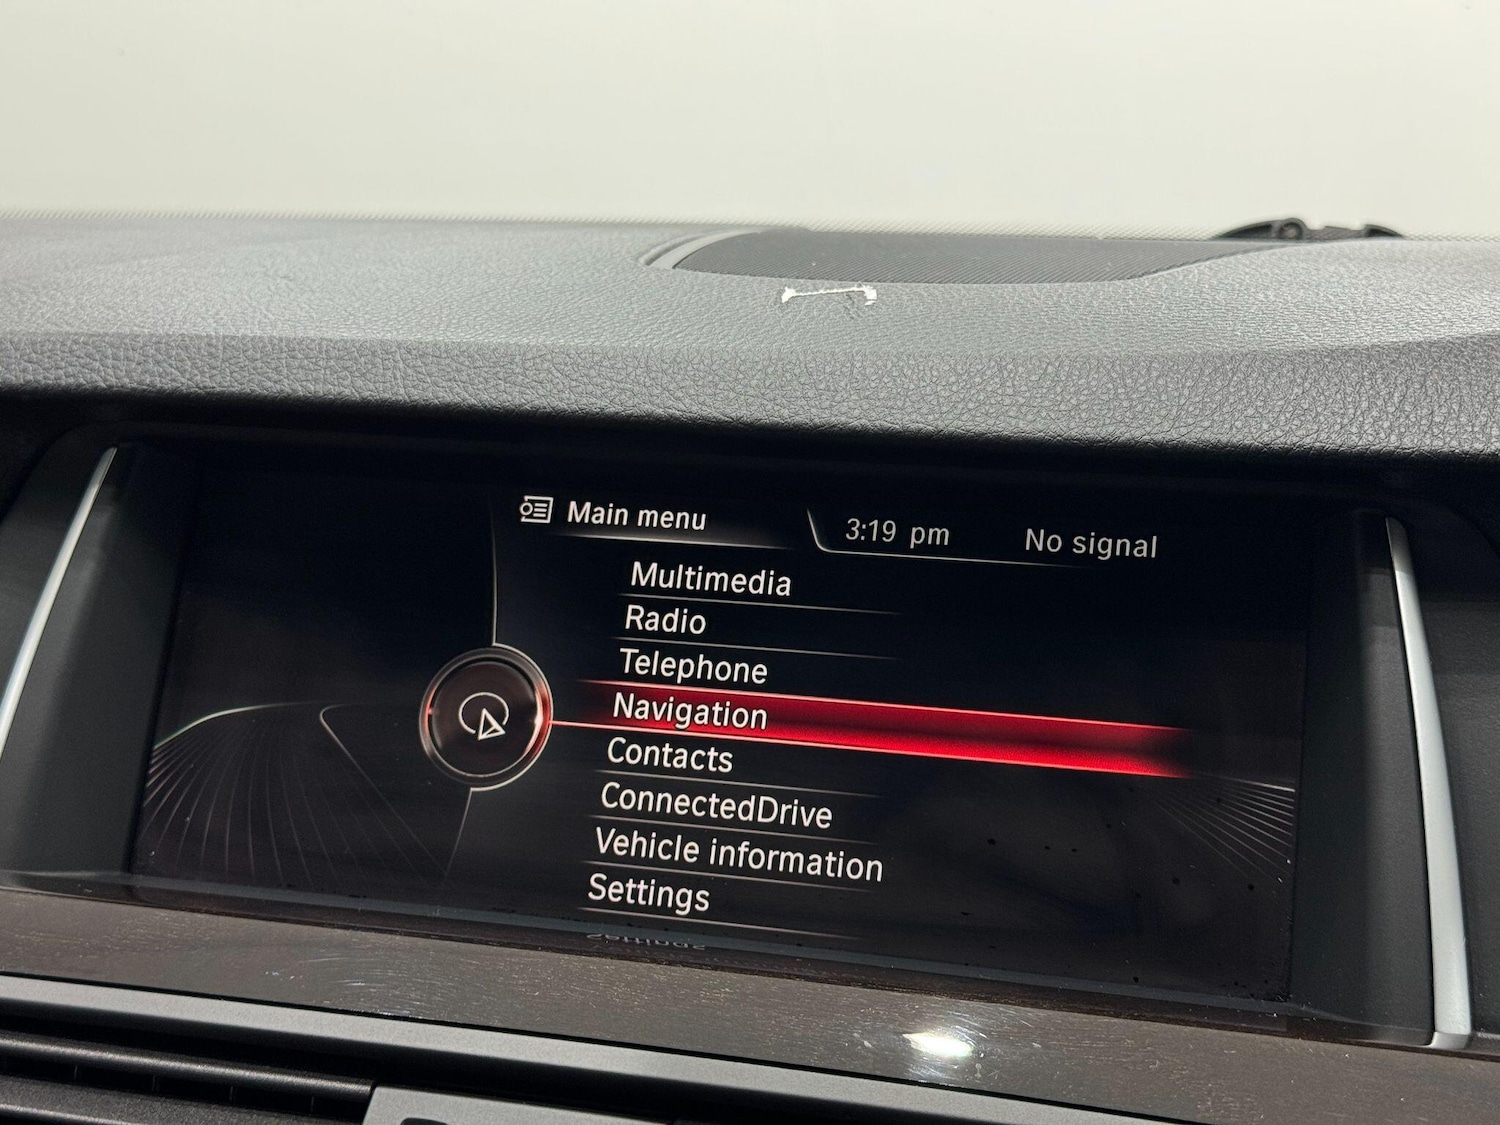 Main menu
3:19 pm
No signal
Multimedia
Radio
Telephone
Navigation
Contacts
ConnectedDrive
Vehicle information
Settings